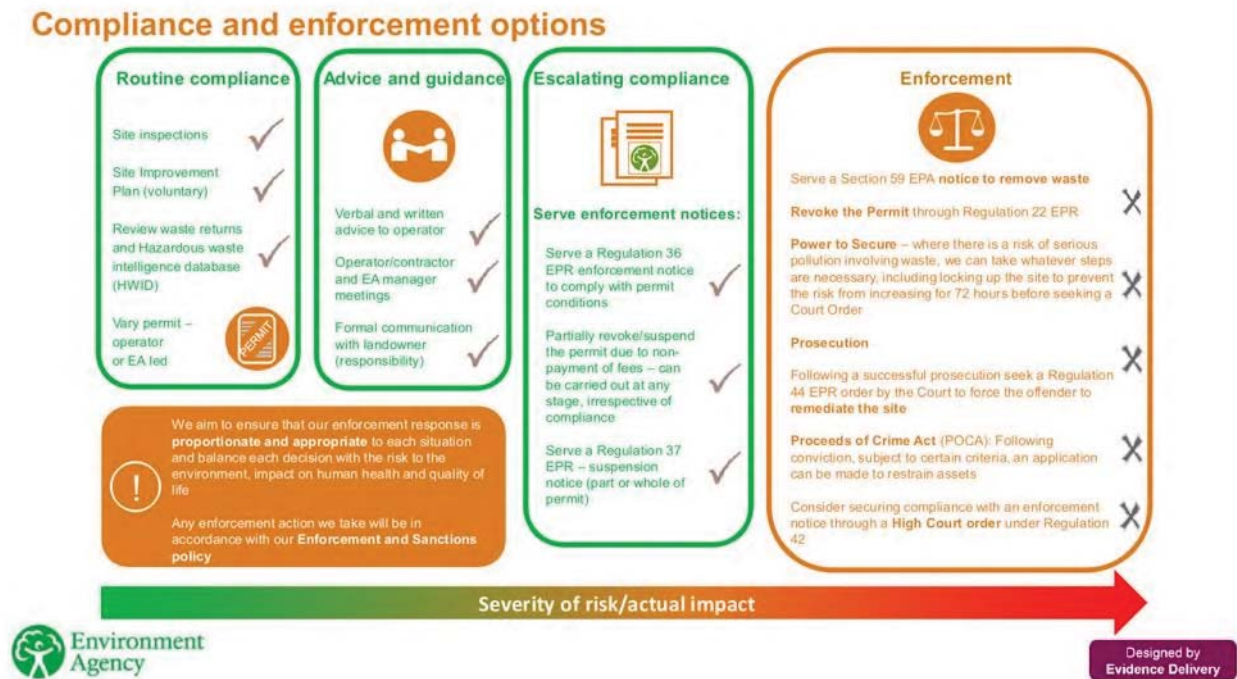 Compliance and enforcement options
Routine compliance
Site inspections
Site Improvement
Plan (voluntary)
Review waste returns
and Hazardous waste
intelligence database
(HWID)
Vary permit –
operator
or EA led
PERMIT
Advice and guidance
Verbal and written
advice to operator
Operator/contractor
and EA manager
meetings
Formal communication
with landowner
(responsibility)
Escalating compliance
Serve enforcement notices:
Serve a Regulation 36
EPR enforcement notice
to comply with permit
conditions
Partially revoke/suspend
the permit due to non-
payment of fees – can
be carried out at any
stage, irrespective of
compliance
Serve a Regulation 37
EPR – suspension
notice (part or whole of
permit)
Enforcement
Serve a Section 59 EPA notice to remove waste
Revoke the Permit through Regulation 22 EPR
Power to Secure – where there is a risk of serious
pollution involving waste, we can take whatever steps
are necessary, including locking up the site to prevent
the risk from increasing for 72 hours before seeking a
Court Order
Prosecution
Following a successful prosecution seek a Regulation
44 EPR order by the Court to force the offender to
remediate the site
Proceeds of Crime Act (POCA): Following
conviction, subject to certain criteria, an application
can be made to restrain assets
Consider securing compliance with an enforcement
notice through a High Court order under Regulation
42
!
We aim to ensure that our enforcement response is
proportionate and appropriate to each situation
and balance each decision with the risk to the
environment, impact on human health and quality of
life
Any enforcement action we take will be in
accordance with our Enforcement and Sanctions
policy
Severity of risk/actual impact
Environment
Agency
Designed by
Evidence Delivery